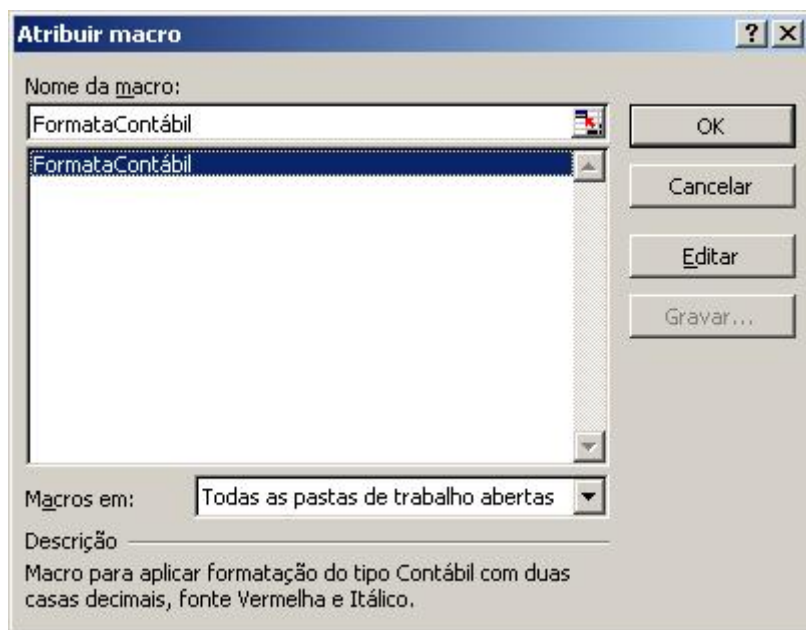 Atribuir macro
Nome da macro:
FormataContábil
FormataContábil
OK
Cancelar
Editar
Gravar...
Macros em:
Todas as pastas de trabalho abertas
Descrição
Macro para aplicar formatação do tipo Contábil com duas
casas decimais, fonte Vermelha e Itálico.